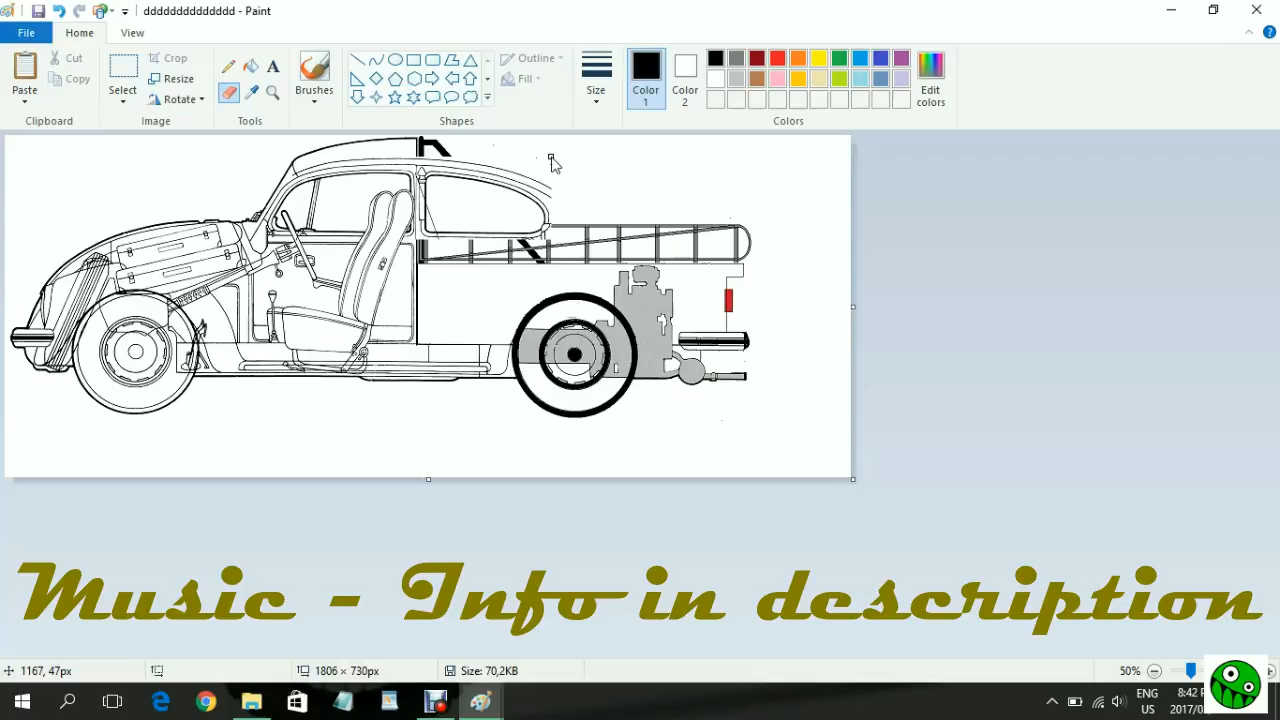 dddddddddddddd - Paint
File Home View
Paste
Cut
Copy
Clipboard
Select
Crop
Resize
Rotate
Image
Tools
Brushes
Shapes
Outline
Fill
Size
Color 1
Color 2
Edit colors
Colors
Music - Info in description
1167, 47px
1806 × 730px
Size: 70,2KB
50%
ENG
US
8:42